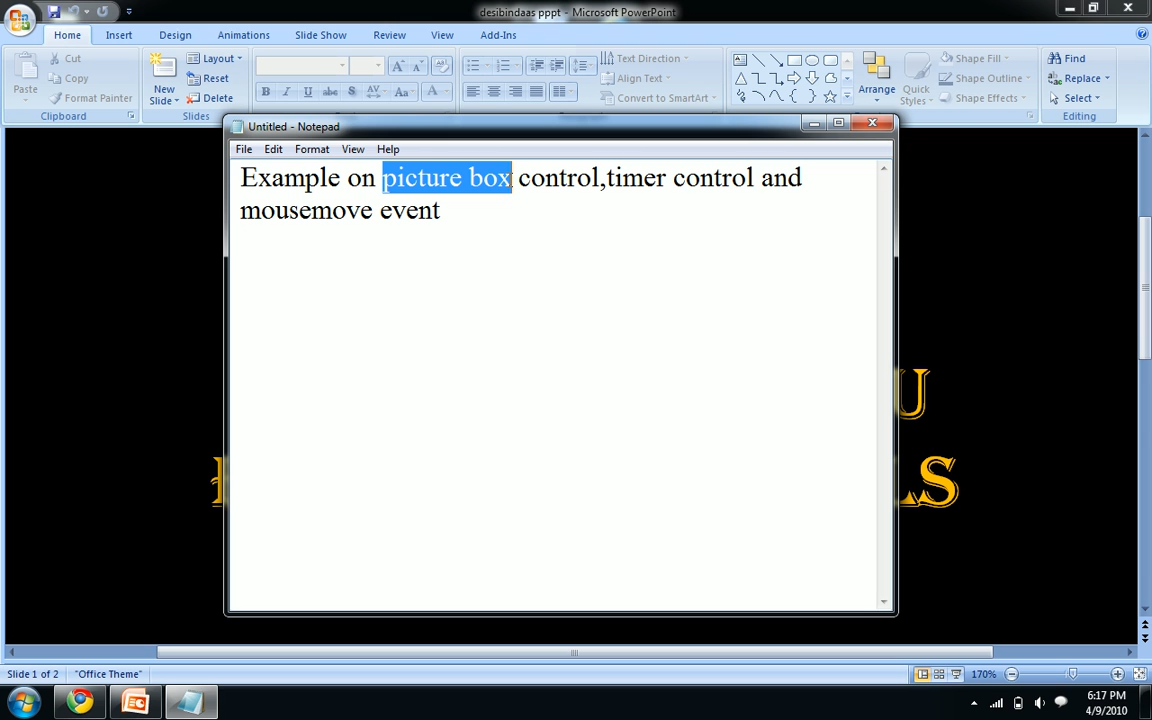 desibindaas pppt - Microsoft PowerPoint
Home Insert Design Animations Slide Show Review View Add-Ins
Cut
Copy
Format Painter
Paste
Clipboard
New Slide
Layout
Reset
Delete
Slides
B I U abc S AV Aa A
Text Direction
Align Text
Convert to SmartArt
Arrange
Quick Styles
Shape Fill
Shape Outline
Shape Effects
Find
Replace
Select
Editing
Untitled - Notepad
File Edit Format View Help
Example on picture box control,timer control and
mousemove event
U
LS
Slide 1 of 2 "Office Theme" 170%
6:17 PM
4/9/2010